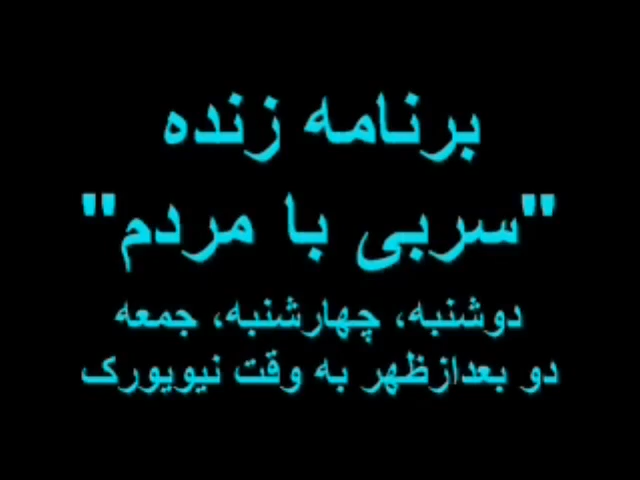 برنامه زنده
"سربی با مردم"
دوشنبه، چهارشنبه، جمعه
دو بعدازظهر به وقت نیویورک